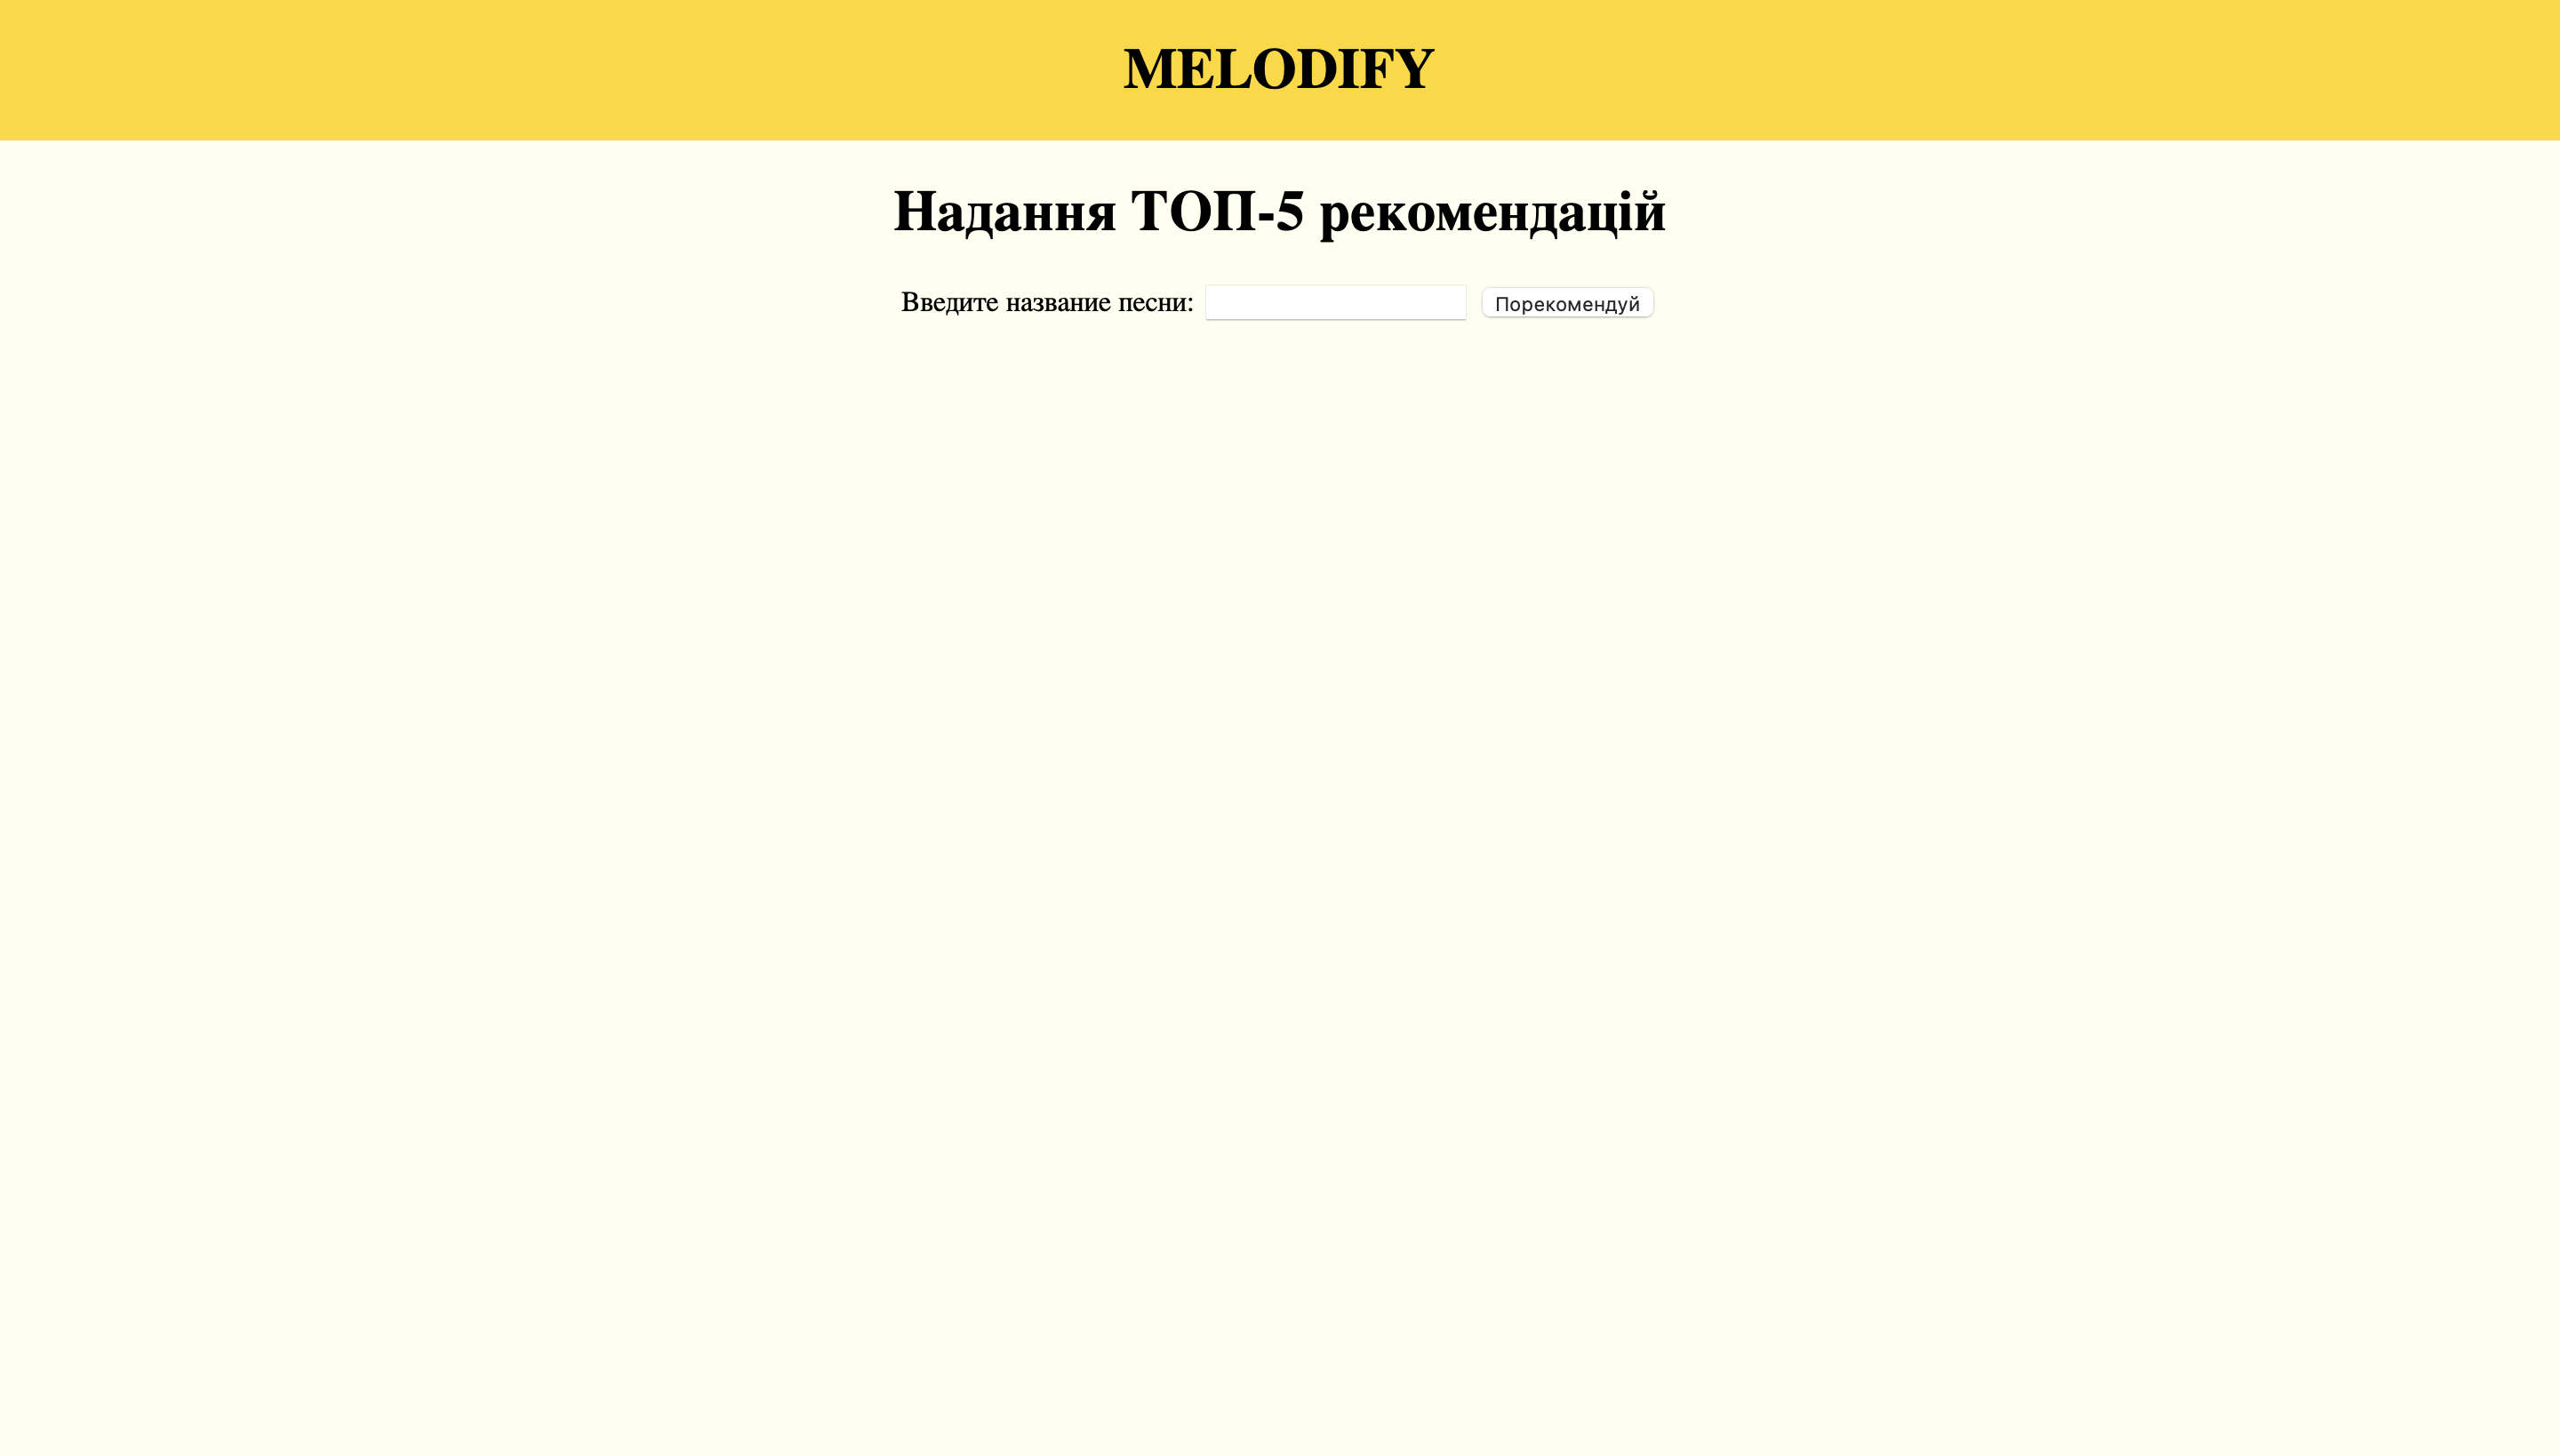 MELODIFY
Надання ТОП-5 рекомендацій
Введите название песни: Порекомендуй